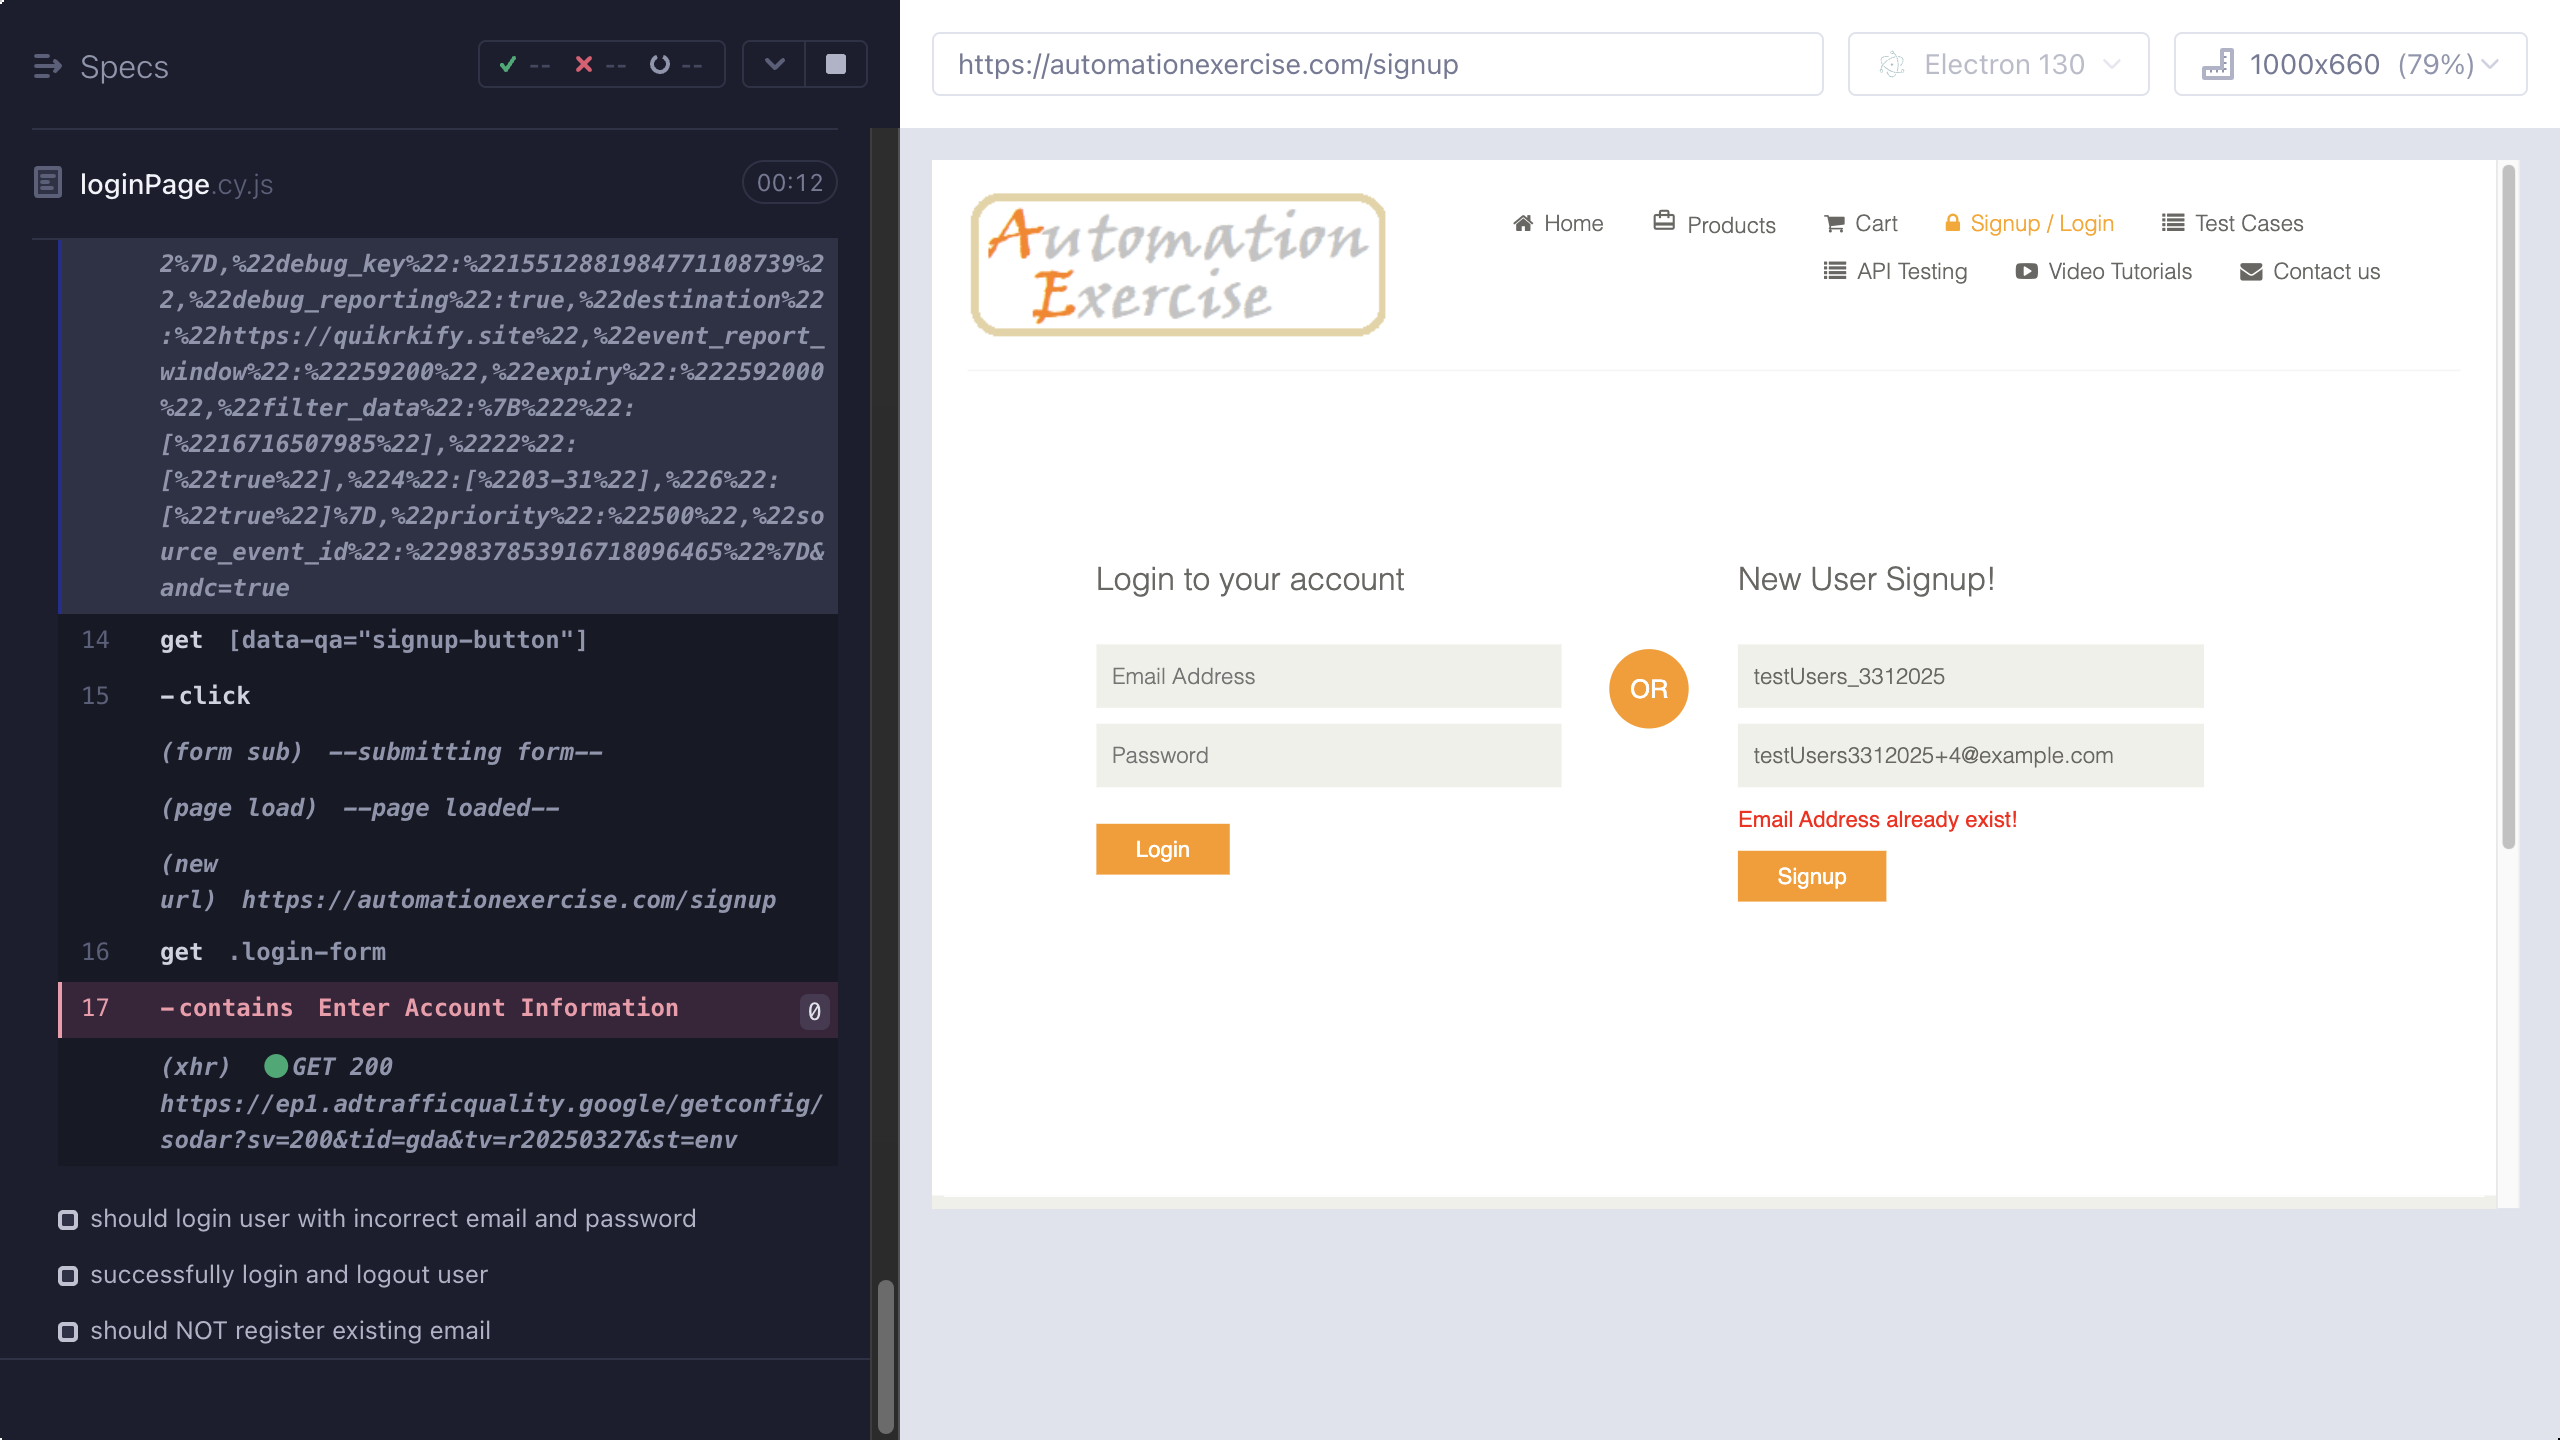 Specs
-- -- --
loginPage.cy.js
00:12
2%7D,%22debug_key%22:%2215512881984771108739%2
2,%22debug_reporting%22:true,%22destination%22
:%22https://quikrkify.site%22,%22event_report_
window%22:%22259200%22,%22expiry%22:%222592000
%22,%22filter_data%22:%7B%222%22:
[%2216716507985%22],%2222%22:
[%22true%22],%224%22:[%2203-31%22],%226%22:
[%22true%22]%7D,%22priority%22:%22500%22,%22so
urce_event_id%22:%229837853916718096465%22%7D&
andc=true
14 get [data-qa="signup-button"]
15 -click
(form sub) --submitting form--
(page load) --page loaded--
(new
url) https://automationexercise.com/signup
16 get .login-form
17 -contains Enter Account Information 0
(xhr) GET 200
https://ep1.adtrafficquality.google/getconfig/
sodar?sv=200&tid=gda&tv=r20250327&st=env
should login user with incorrect email and password
successfully login and logout user
should NOT register existing email
https://automationexercise.com/signup
Electron 130
1000x660 (79%)
Automation
Exercise
Home Products Cart Signup / Login Test Cases
API Testing Video Tutorials Contact us
Login to your account
Email Address
Password
Login
OR
New User Signup!
testUsers_3312025
testUsers3312025+4@example.com
Email Address already exist!
Signup